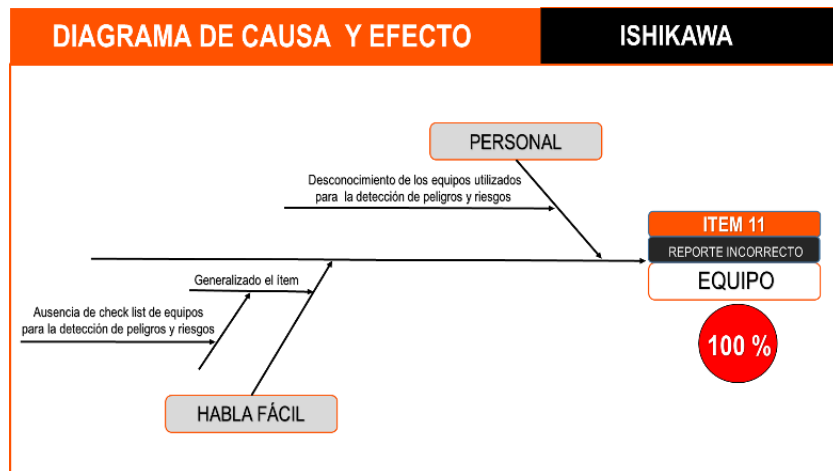 DIAGRAMA DE CAUSA Y EFECTO
ISHIKAWA
PERSONAL
Desconocimiento de los equipos utilizados
para la detección de peligros y riesgos
ITEM 11
REPORTE INCORRECTO
EQUIPO
100 %
Generalizado el ítem
Ausencia de check list de equipos
para la detección de peligros y riesgos
HABLA FÁCIL